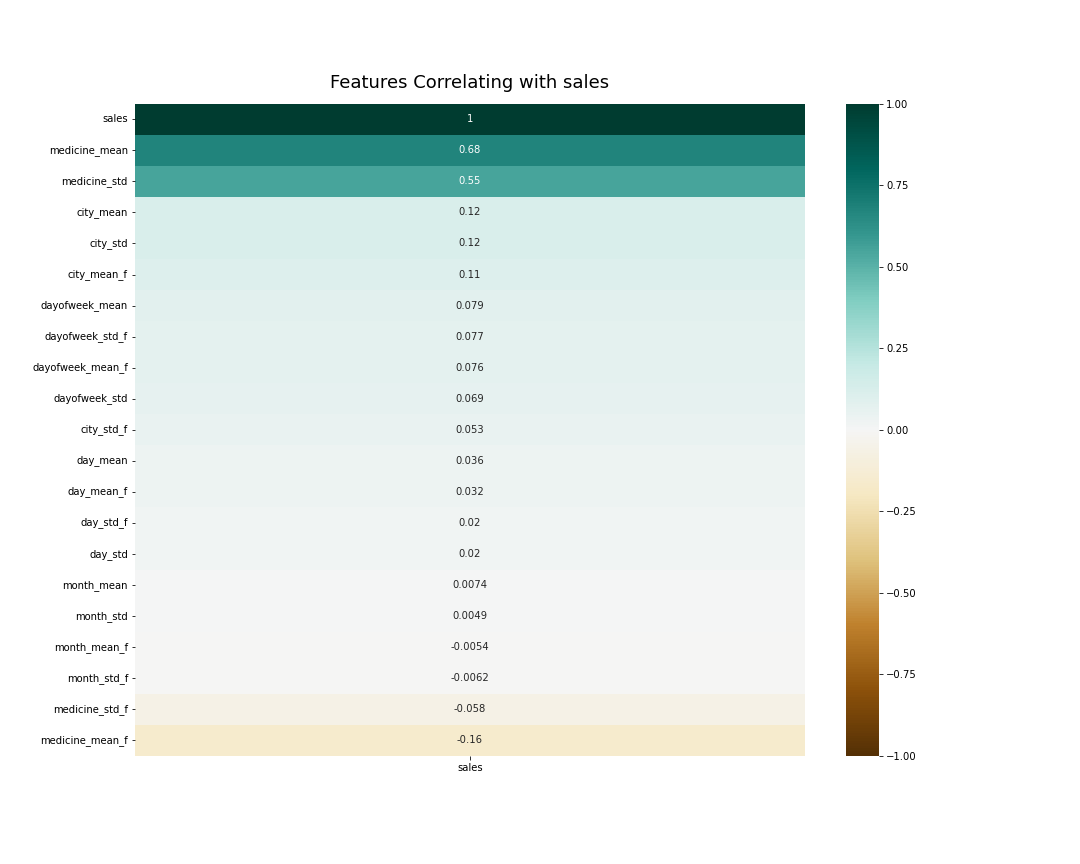 Features Correlating with sales
sales 1
medicine_mean 0.68
medicine_std 0.55
city_mean 0.12
city_std 0.12
city_mean_f 0.11
dayofweek_mean 0.079
dayofweek_std_f 0.077
dayofweek_mean_f 0.076
dayofweek_std 0.069
city_std_f 0.053
day_mean 0.036
day_mean_f 0.032
day_std_f 0.02
day_std 0.02
month_mean 0.0074
month_std 0.0049
month_mean_f -0.0054
month_std_f -0.0062
medicine_std_f -0.058
medicine_mean_f -0.16
sales
1.00
0.75
0.50
0.25
0.00
−0.25
−0.50
−0.75
−1.00